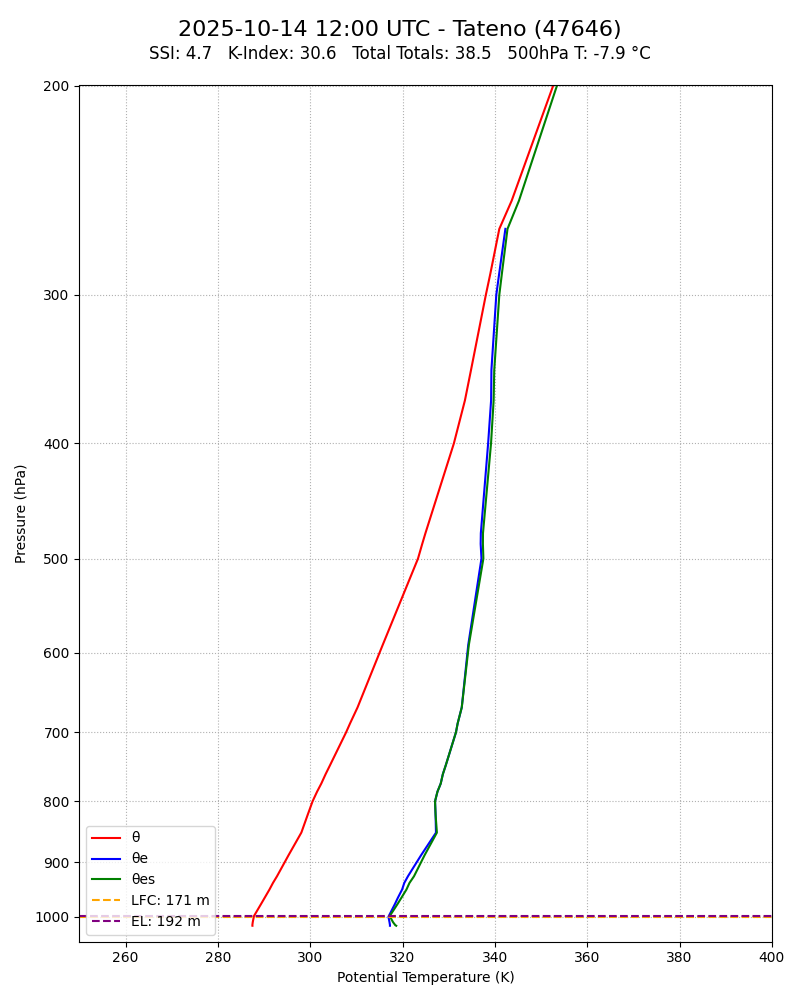 2025-10-14 12:00 UTC - Tateno (47646)
SSI: 4.7   K-Index: 30.6   Total Totals: 38.5   500hPa T: -7.9 °C
200
300
400
500
600
700
800
900
1000
Pressure (hPa)
θ
θe
θes
LFC: 171 m
EL: 192 m
260 280 300 320 340 360 380 400
Potential Temperature (K)